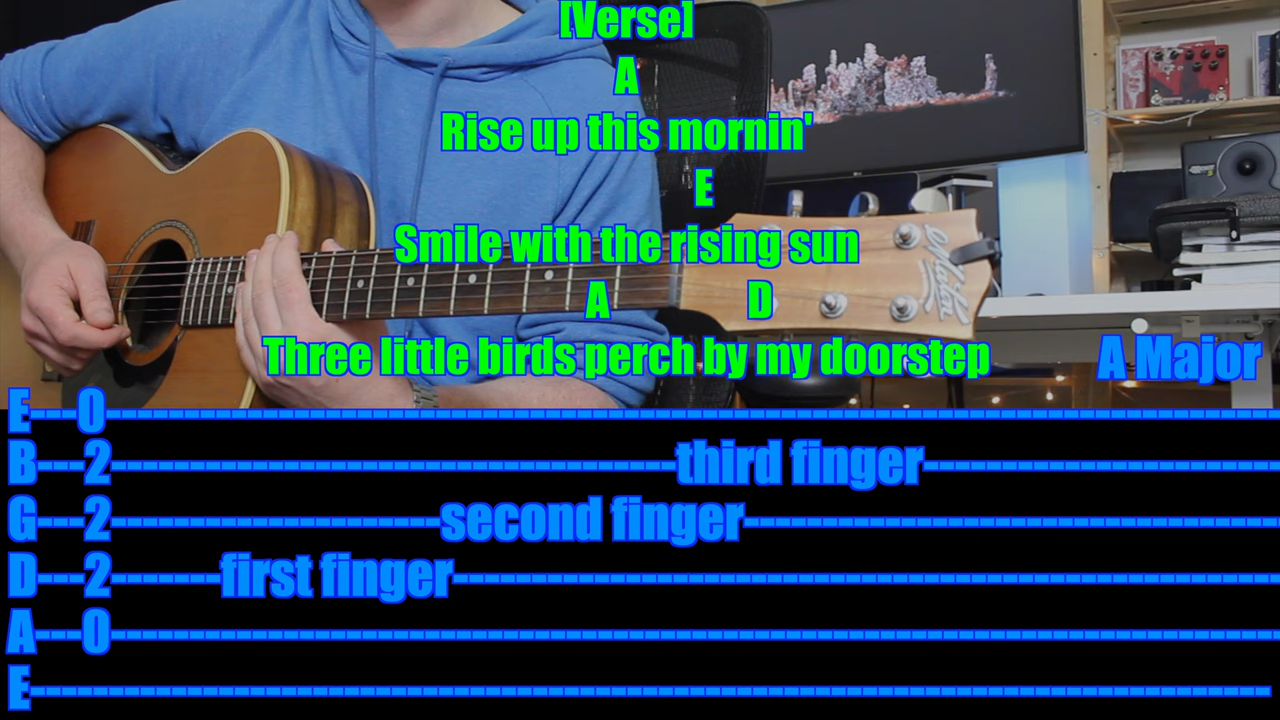 [Verse]
A
Rise up this mornin'
E
Smile with the rising sun
A D
Three little birds perch by my doorstep
A Major
E---0--------------------------------------------------------------------------------
B---2---------------------------------------third finger-------------------------
G---2-----------------------second finger-------------------------------------
D---2--------first finger----------------------------------------------------------
A---0--------------------------------------------------------------------------------
E--------------------------------------------------------------------------------------